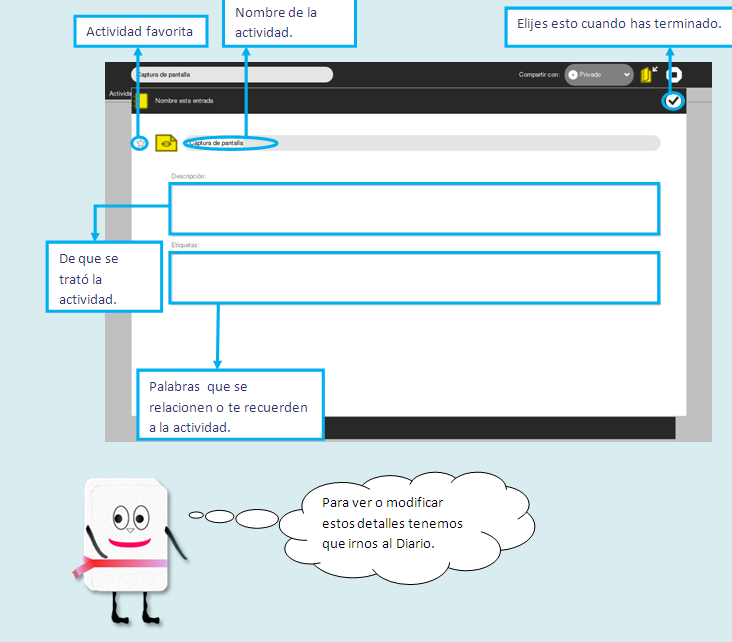 Actividad favorita
Nombre de la
actividad.
Elijes esto cuando has terminado.
Captura de pantalla
Compartir con:
Privado
Activida
Nombre esta entrada
Captura de pantalla
Descripción:
De que se
trató la
actividad.
Etiquetas:
Palabras que se
relacionen o te recuerden
a la actividad.
Para ver o modificar
estos detalles tenemos
que irnos al Diario.